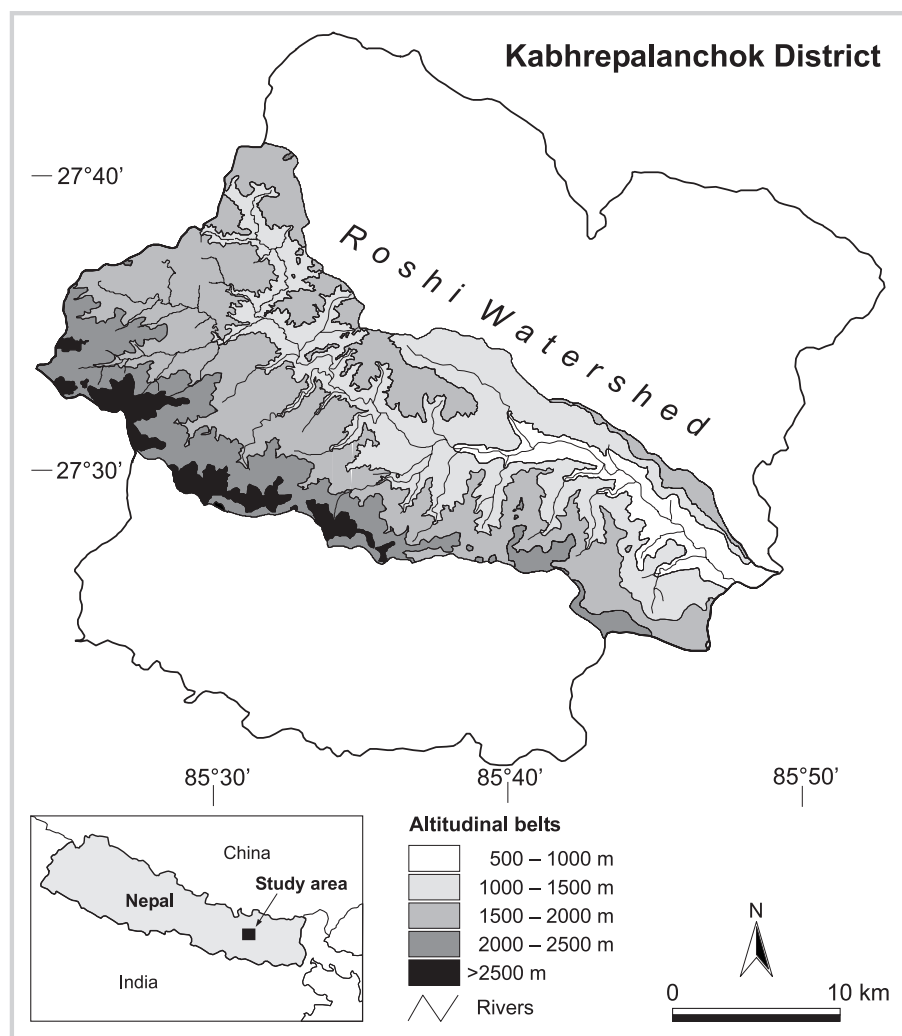 Kabhrepalanchok District
27°40’
Roshi Watershed
27°30’
85°30’
85°40’
85°50’
China
Nepal
Study area
India
Altitudinal belts
500 – 1000 m
1000 – 1500 m
1500 – 2000 m
2000 – 2500 m
>2500 m
Rivers
N
0 10 km